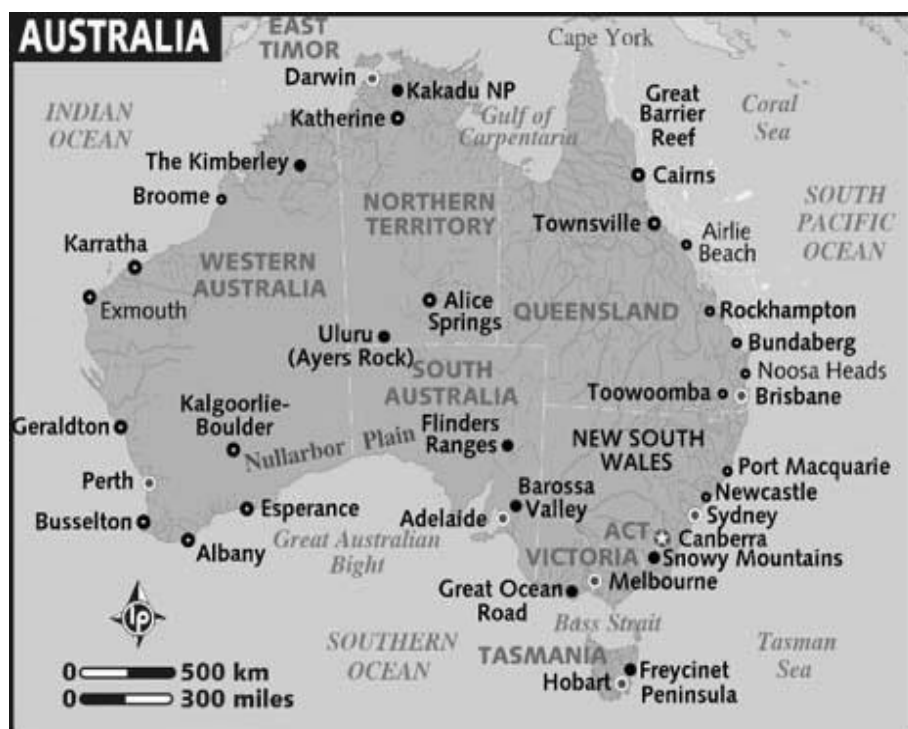 AUSTRALIA
EAST
TIMOR
Cape York
Darwin
Kakadu NP
INDIAN
OCEAN
Katherine
Gulf of
Carpentaria
Great
Barrier
Reef
Coral
Sea
The Kimberley
Cairns
Broome
NORTHERN
TERRITORY
SOUTH
PACIFIC
OCEAN
Townsville
Airlie
Beach
Karratha
WESTERN
AUSTRALIA
Exmouth
Alice
Springs
QUEENSLAND
Rockhampton
Uluru
(Ayers Rock)
Bundaberg
SOUTH
AUSTRALIA
Noosa Heads
Toowoomba
Brisbane
Kalgoorlie-
Boulder
Geraldton
Flinders
Ranges
NEW SOUTH
WALES
Nullarbor Plain
Port Macquarie
Perth
Barossa
Valley
Newcastle
Esperance
Adelaide
Sydney
Busselton
ACT
Canberra
Albany
Great Australian
Bight
VICTORIA
Snowy Mountains
Melbourne
Great Ocean
Road
Bass Strait
lp
SOUTHERN
OCEAN
TASMANIA
Tasman
Sea
0 500 km
0 300 miles
Hobart
Freycinet
Peninsula